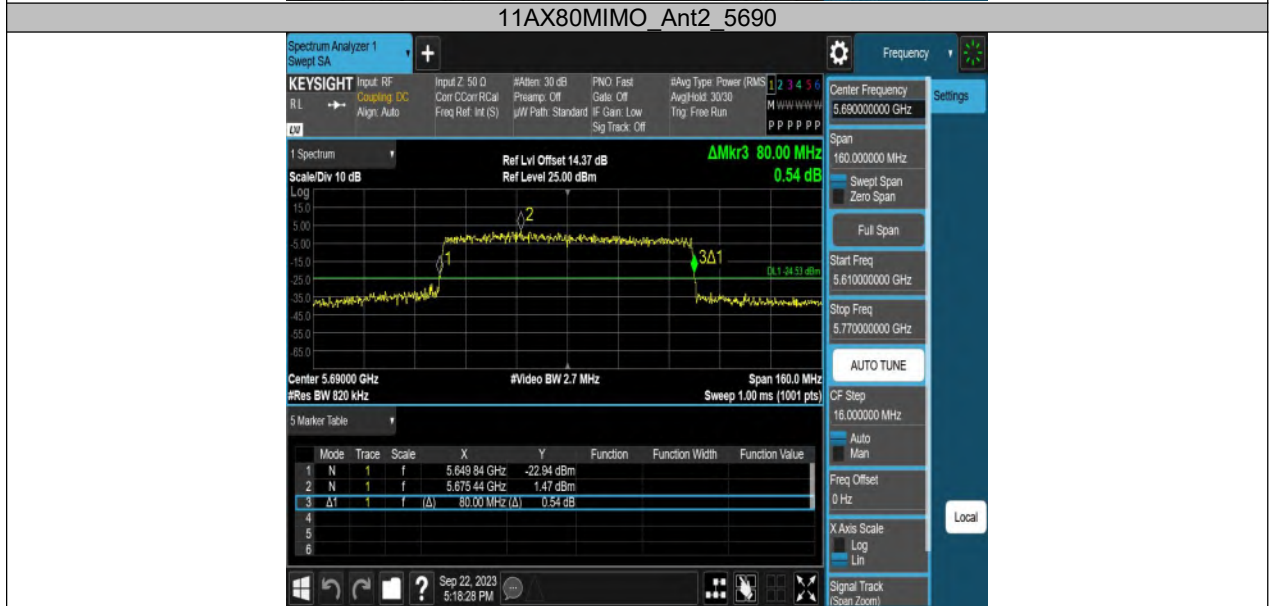 11AX80MIMO_Ant2_5690
Spectrum Analyzer 1
Swept SA
+
Frequency
KEYSIGHT
Input: RF
Coupling: DC
Align: Auto
RL
LXI
Input Z: 50 Ω
Corr CCorr RCal
Freq Ref: Int (S)
#Atten: 30 dB
Preamp: Off
µW Path: Standard
PNO: Fast
Gate: Off
IF Gain: Low
Sig Track: Off
#Avg Type: Power (RMS
Avg|Hold: 30/30
Trig: Free Run
1 2 3 4 5 6
M W W W W W
P P P P P P
1 Spectrum
Scale/Div 10 dB
Ref Lvl Offset 14.37 dB
Ref Level 25.00 dBm
ΔMkr3 80.00 MHz
0.54 dB
Log
15.0
5.00
-5.00
-15.0
-25.0
-35.0
-45.0
-55.0
-65.0
2
1
3Δ1
DL1 -24.53 dBm
Center 5.69000 GHz
#Res BW 820 kHz
#Video BW 2.7 MHz
Span 160.0 MHz
Sweep 1.00 ms (1001 pts)
5 Marker Table
Mode Trace Scale X Y Function Function Width Function Value
1 N 1 f 5.649 84 GHz -22.94 dBm
2 N 1 f 5.675 44 GHz 1.47 dBm
3 Δ1 1 f (Δ) 80.00 MHz (Δ) 0.54 dB
4
5
6
?
Sep 22, 2023
5:18:28 PM
Center Frequency
5.690000000 GHz
Settings
Span
160.000000 MHz
Swept Span
Zero Span
Full Span
Start Freq
5.610000000 GHz
Stop Freq
5.770000000 GHz
AUTO TUNE
CF Step
16.000000 MHz
Auto
Man
Freq Offset
0 Hz
X Axis Scale
Log
Lin
Local
Signal Track
(Span Zoom)